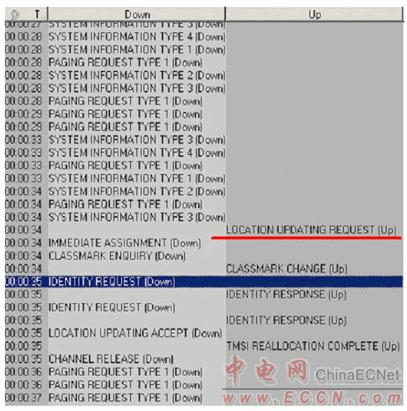 T.. Down Up
00:00:27 SYSTEM INFORMATION TYPE 3 (Down)
00:00:28 SYSTEM INFORMATION TYPE 4 (Down)
00:00:28 SYSTEM INFORMATION TYPE 1 (Down)
00:00:28 PAGING REQUEST TYPE 1 (Down)
00:00:28 SYSTEM INFORMATION TYPE 2 (Down)
00:00:28 SYSTEM INFORMATION TYPE 3 (Down)
00:00:28 PAGING REQUEST TYPE 1 (Down)
00:00:29 PAGING REQUEST TYPE 1 (Down)
00:00:29 PAGING REQUEST TYPE 1 (Down)
00:00:33 SYSTEM INFORMATION TYPE 3 (Down)
00:00:33 SYSTEM INFORMATION TYPE 4 (Down)
00:00:33 PAGING REQUEST TYPE 1 (Down)
00:00:33 SYSTEM INFORMATION TYPE 1 (Down)
00:00:34 SYSTEM INFORMATION TYPE 2 (Down)
00:00:34 PAGING REQUEST TYPE 1 (Down)
00:00:34 SYSTEM INFORMATION TYPE 3 (Down)
00:00:34 LOCATION UPDATING REQUEST (Up)
00:00:34 IMMEDIATE ASSIGNMENT (Down)
00:00:34 CLASSMARK ENQUIRY (Down)
00:00:34 CLASSMARK CHANGE (Up)
00:00:35 IDENTITY REQUEST (Down)
00:00:35 IDENTITY RESPONSE (Up)
00:00:35 IDENTITY REQUEST (Down)
00:00:35 IDENTITY RESPONSE (Up)
00:00:35 LOCATION UPDATING ACCEPT (Down)
00:00:35 TMSI REALLOCATION COMPLETE (Up)
00:00:35 CHANNEL RELEASE (Down)
00:00:36 PAGING REQUEST TYPE 1 (Down)
00:00:36 PAGING REQUEST TYPE 1 (Down)
00:00:37 PAGING REQUEST TYPE 1 (Down)
中电网 ChinaECNet
www.ECCN.com